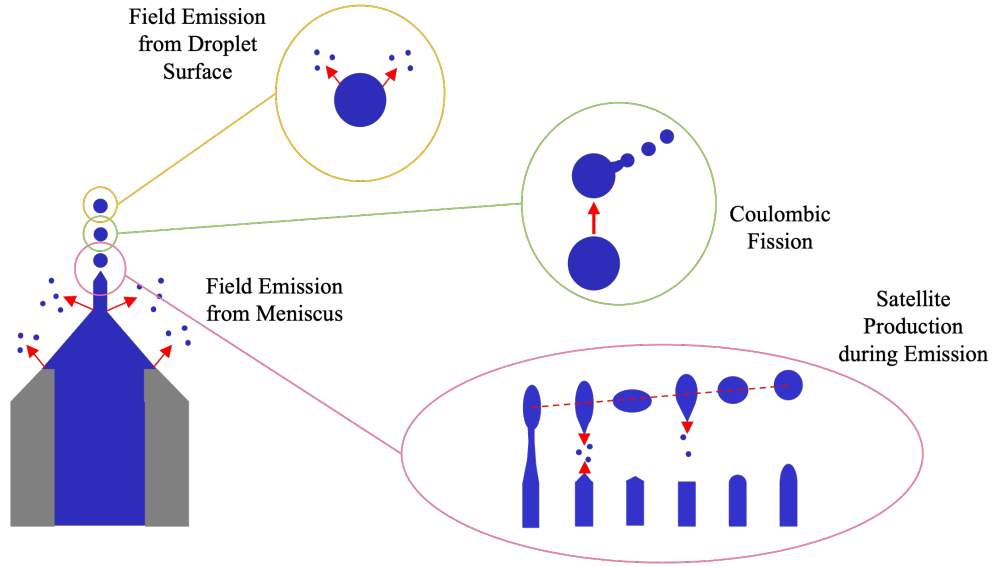 Field Emission
from Droplet
Surface
Coulombic
Fission
Field Emission
from Meniscus
Satellite
Production
during Emission